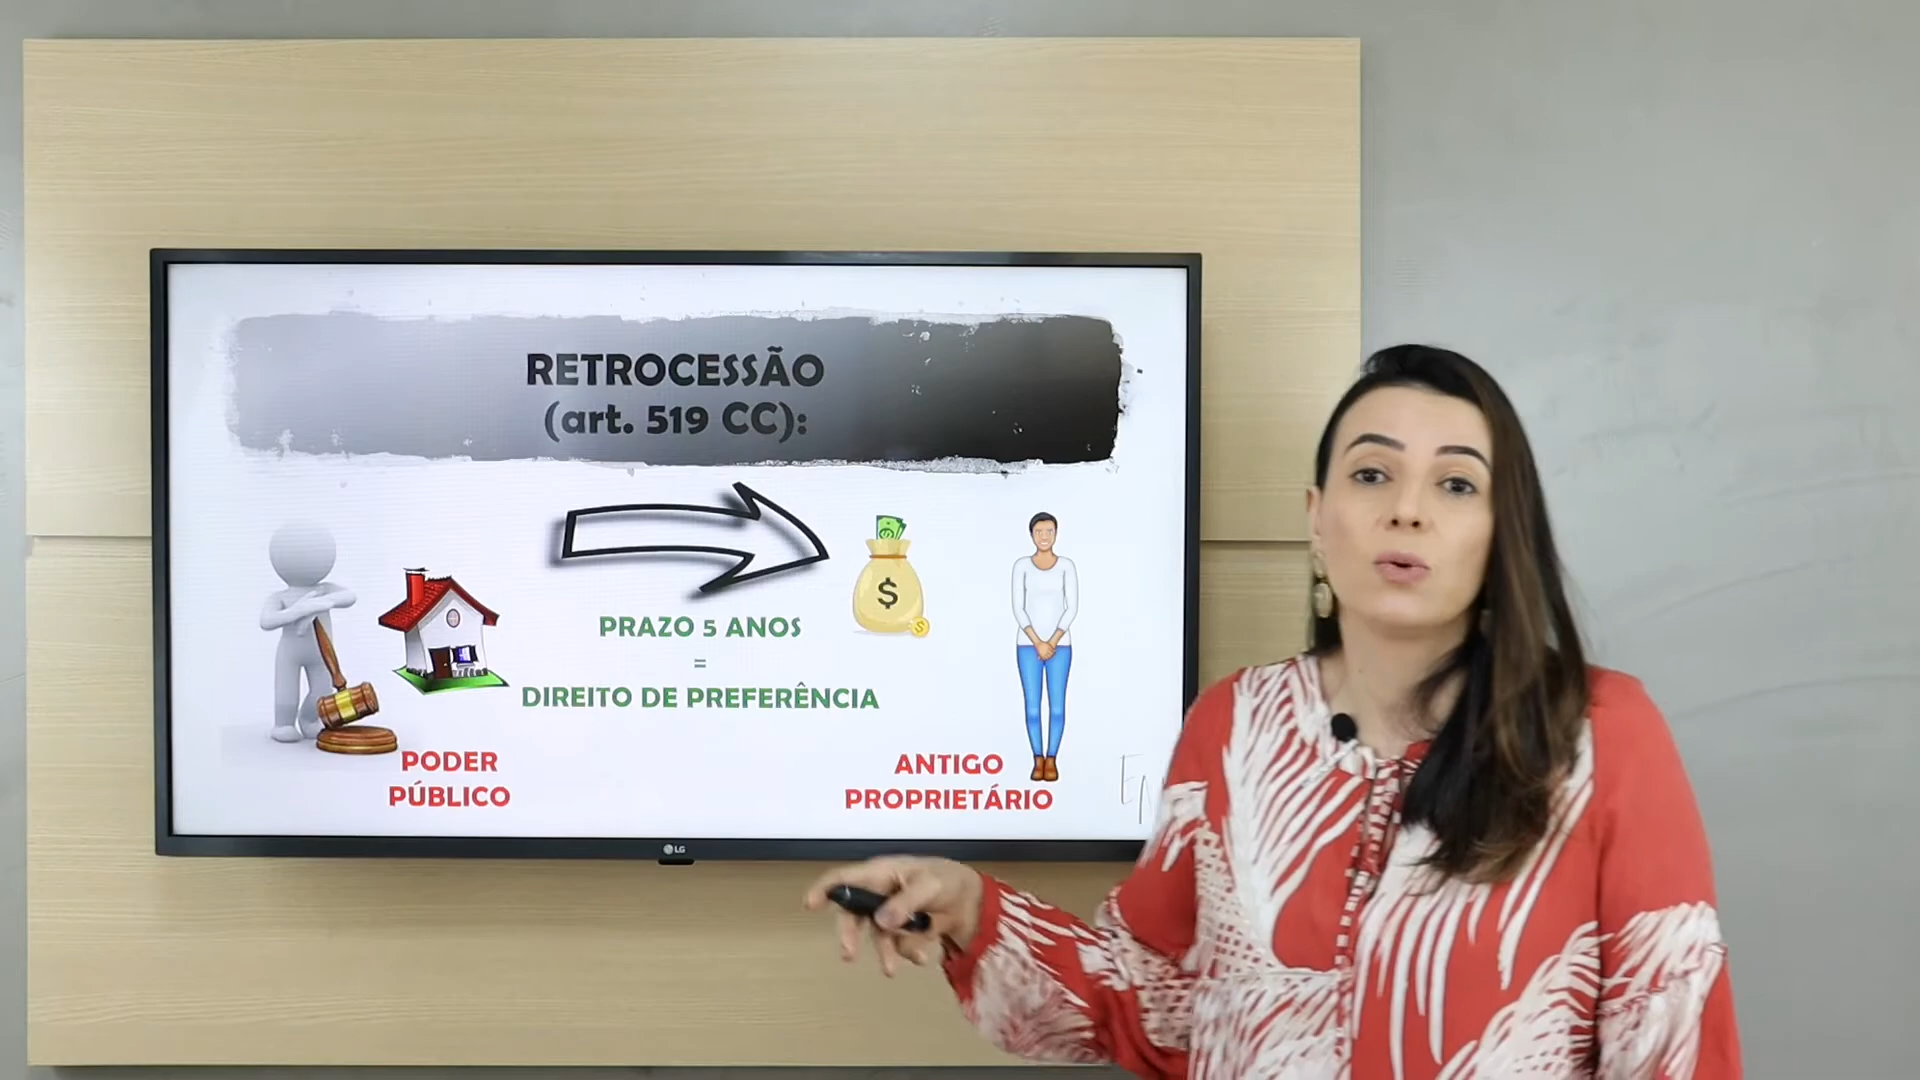 RETROCESSÃO
(art. 519 CC):
$
$
PRAZO 5 ANOS
=
DIREITO DE PREFERÊNCIA
PODER
PÚBLICO
ANTIGO
PROPRIETÁRIO
LG